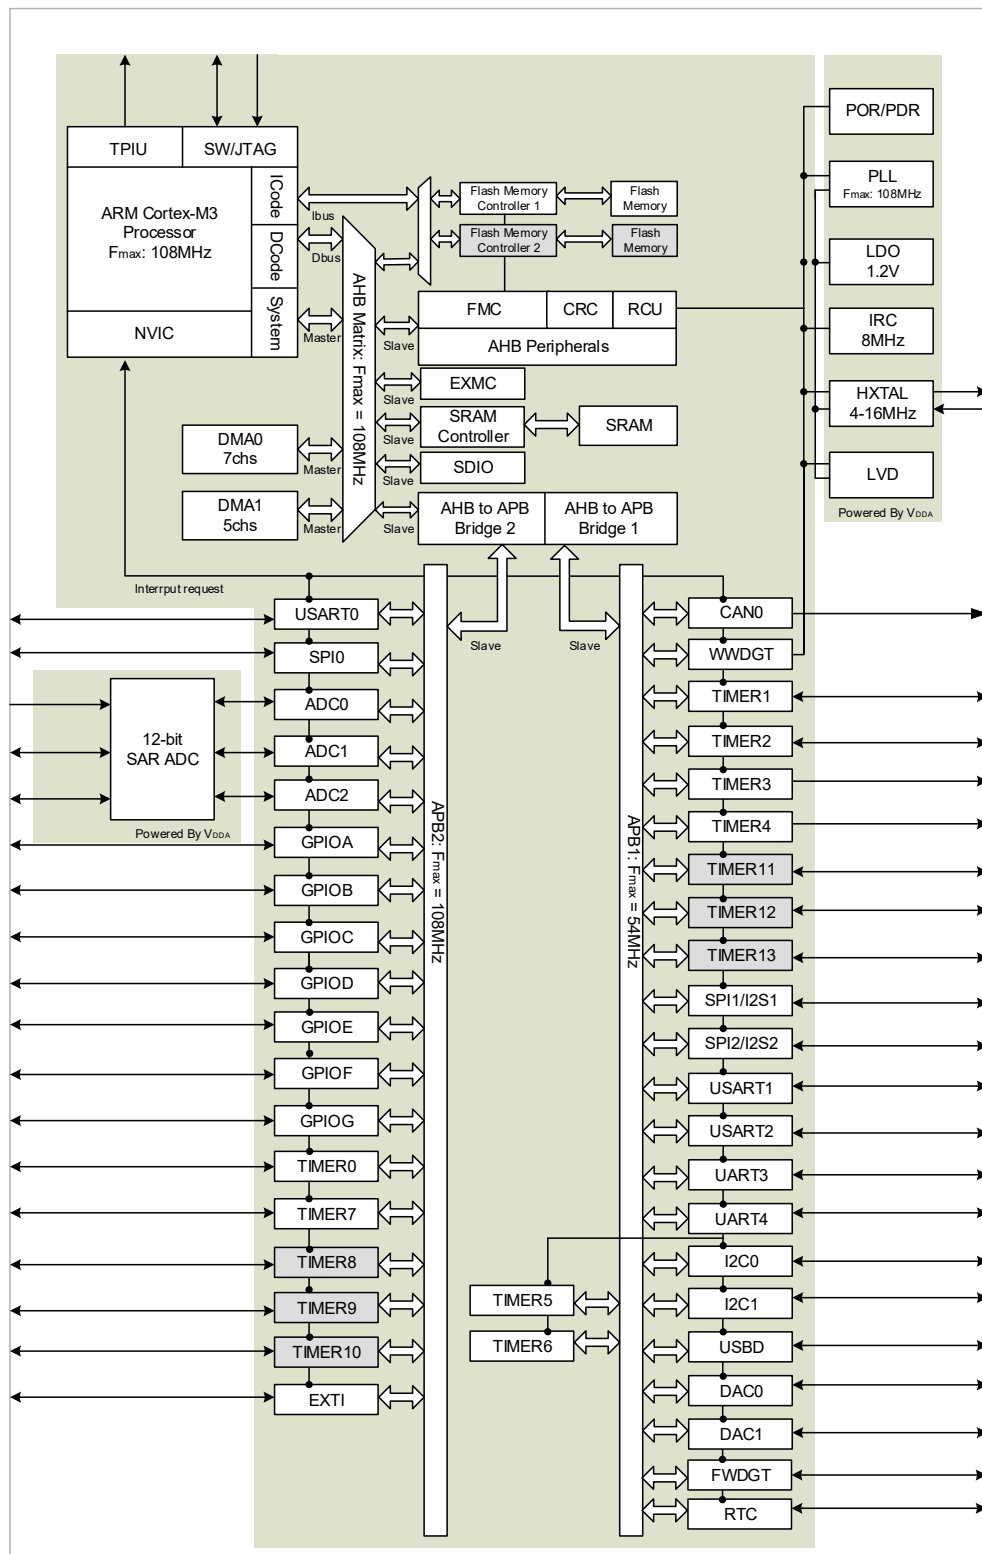 TPIU
SW/JTAG
ARM Cortex-M3
Processor
Fmax: 108MHz
ICode
DCode
System
NVIC
Ibus
Dbus
Master
AHB Matrix: Fmax = 108MHz
Flash Memory
Controller 1
Flash
Memory
Flash Memory
Controller 2
Flash
Memory
FMC
CRC
RCU
AHB Peripherals
Slave
EXMC
Slave
SRAM
Controller
Slave
SRAM
SDIO
Slave
DMA0
7chs
Master
DMA1
5chs
Master
AHB to APB
Bridge 2
AHB to APB
Bridge 1
Slave
POR/PDR
PLL
Fmax: 108MHz
LDO
1.2V
IRC
8MHz
HXTAL
4-16MHz
LVD
Powered By VDDA
Interrput request
Slave
Slave
USART0
SPI0
ADC0
ADC1
ADC2
12-bit
SAR ADC
Powered By VDDA
GPIOA
GPIOB
GPIOC
GPIOD
GPIOE
GPIOF
GPIOG
TIMER0
TIMER7
TIMER8
TIMER9
TIMER10
EXTI
APB2: Fmax = 108MHz
TIMER5
TIMER6
APB1: Fmax = 54MHz
CAN0
WWDGT
TIMER1
TIMER2
TIMER3
TIMER4
TIMER11
TIMER12
TIMER13
SPI1/I2S1
SPI2/I2S2
USART1
USART2
UART3
UART4
I2C0
I2C1
USBD
DAC0
DAC1
FWDGT
RTC